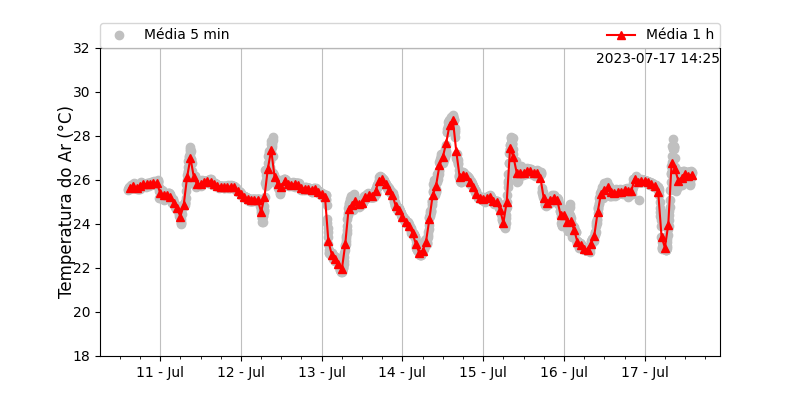 Média 5 min
Média 1 h
2023-07-17 14:25
Temperatura do Ar (°C)
32
30
28
26
24
22
20
18
11 - Jul
12 - Jul
13 - Jul
14 - Jul
15 - Jul
16 - Jul
17 - Jul